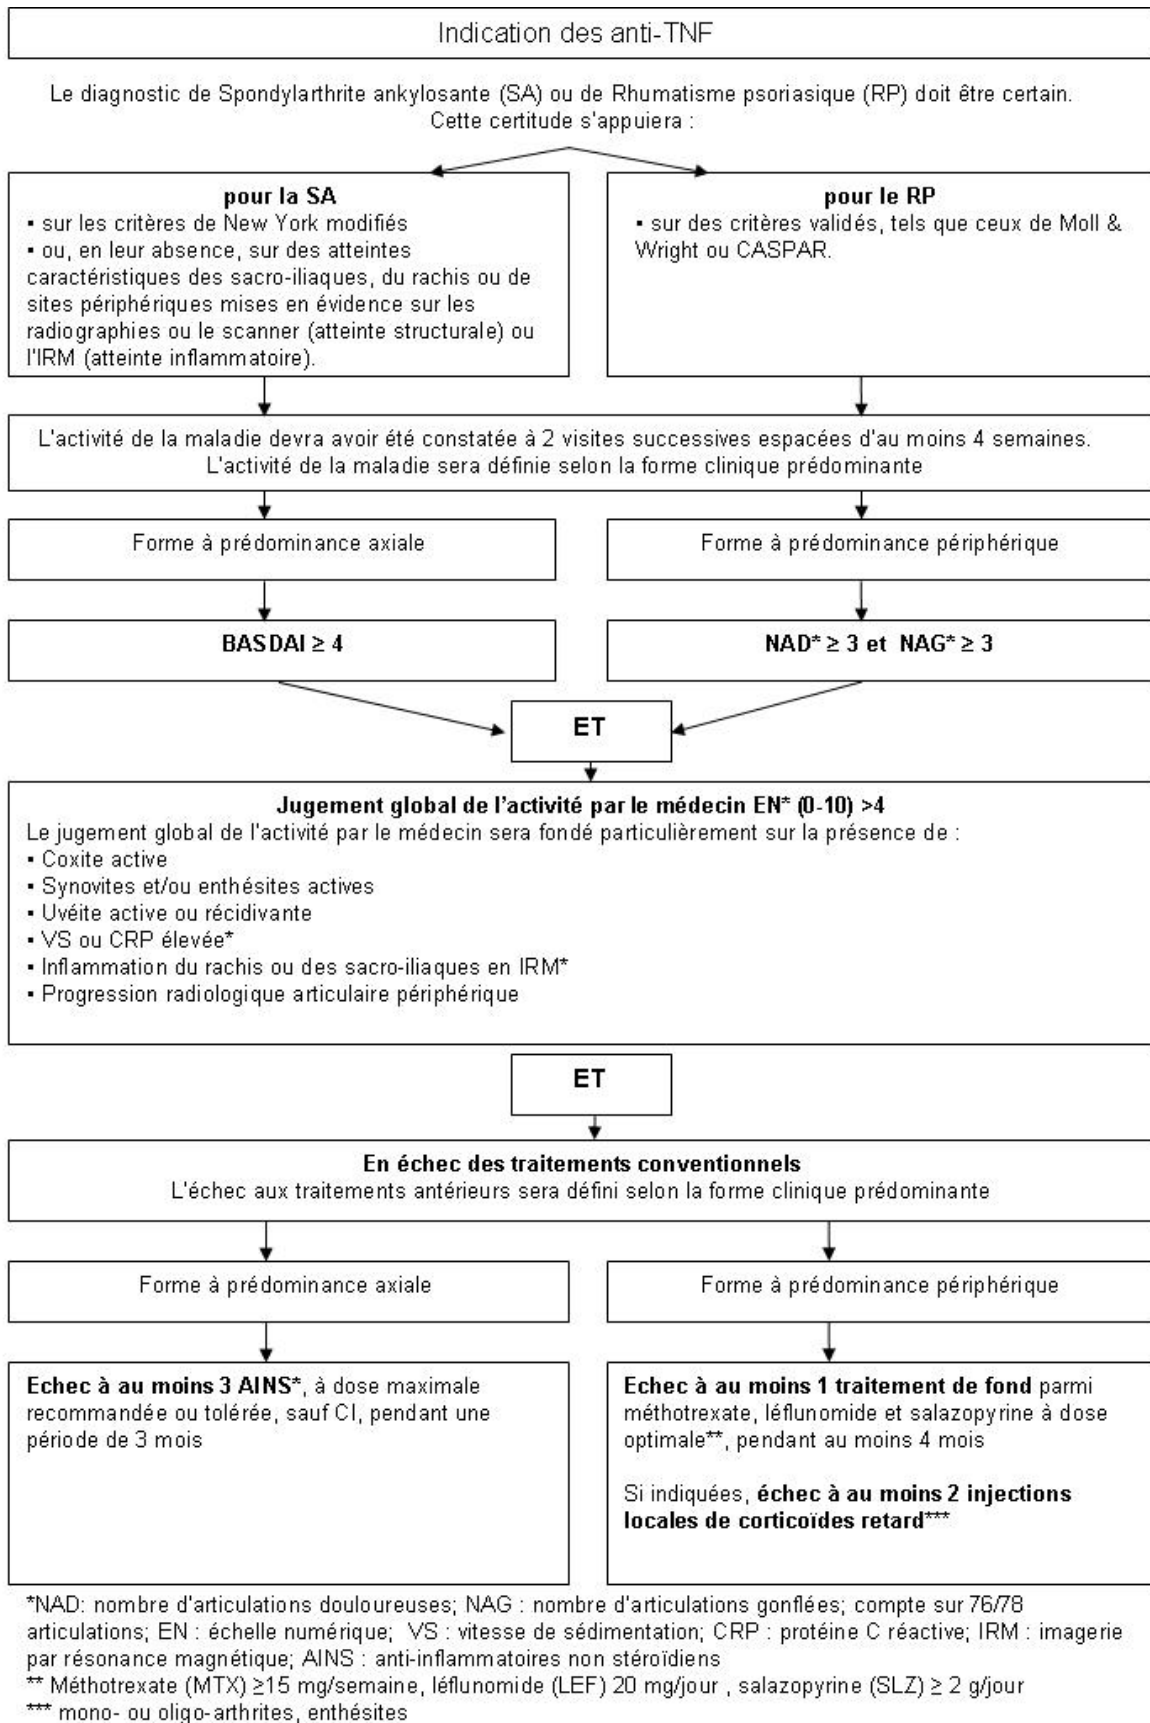 Indication des anti-TNF
Le diagnostic de Spondylarthrite ankylosante (SA) ou de Rhumatisme psoriasique (RP) doit être certain.
Cette certitude s'appuiera :
pour la SA
▪ sur les critères de New York modifiés
▪ ou, en leur absence, sur des atteintes
caractéristiques des sacro-iliaques, du rachis ou de
sites périphériques mises en évidence sur les
radiographies ou le scanner (atteinte structurale) ou
l'IRM (atteinte inflammatoire).
pour le RP
▪ sur des critères validés, tels que ceux de Moll &
Wright ou CASPAR.
L'activité de la maladie devra avoir été constatée à 2 visites successives espacées d'au moins 4 semaines.
L'activité de la maladie sera définie selon la forme clinique prédominante
Forme à prédominance axiale
Forme à prédominance périphérique
BASDAI ≥ 4
NAD* ≥ 3 et NAG* ≥ 3
ET
Jugement global de l'activité par le médecin EN* (0-10) >4
Le jugement global de l'activité par le médecin sera fondé particulièrement sur la présence de :
▪ Coxite active
▪ Synovites et/ou enthésites actives
▪ Uvéite active ou récidivante
▪ VS ou CRP élevée*
▪ Inflammation du rachis ou des sacro-iliaques en IRM*
▪ Progression radiologique articulaire périphérique
ET
En échec des traitements conventionnels
L'échec aux traitements antérieurs sera défini selon la forme clinique prédominante
Forme à prédominance axiale
Forme à prédominance périphérique
Echec à au moins 3 AINS*, à dose maximale
recommandée ou tolérée, sauf CI, pendant une
période de 3 mois
Echec à au moins 1 traitement de fond parmi
méthotrexate, léflunomide et salazopyrine à dose
optimale**, pendant au moins 4 mois
Si indiquées, échec à au moins 2 injections
locales de corticoïdes retard***
*NAD: nombre d'articulations douloureuses; NAG : nombre d'articulations gonflées; compte sur 76/78
articulations; EN : échelle numérique; VS : vitesse de sédimentation; CRP : protéine C réactive; IRM : imagerie
par résonance magnétique; AINS : anti-inflammatoires non stéroïdiens
** Méthotrexate (MTX) ≥15 mg/semaine, léflunomide (LEF) 20 mg/jour , salazopyrine (SLZ) ≥ 2 g/jour
*** mono- ou oligo-arthrites, enthésites